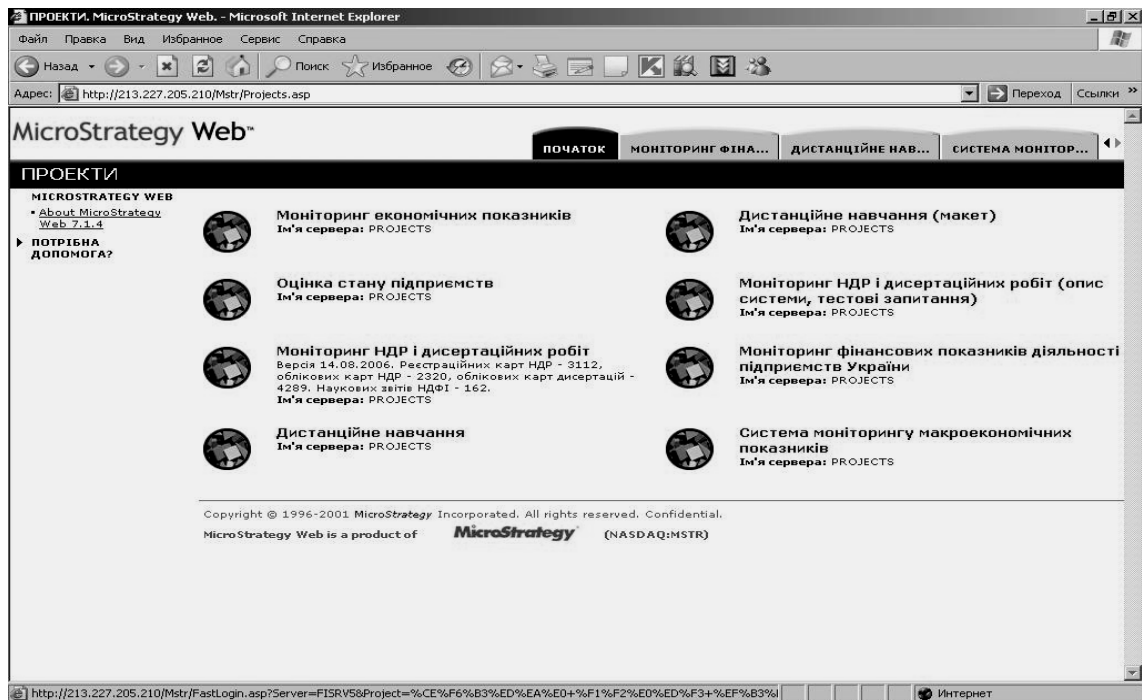 ПРОЕКТИ. MicroStrategy Web. - Microsoft Internet Explorer
Файл Правка Вид Избранное Сервис Справка
Назад Поиск Избранное
Адрес: http://213.227.205.210/Mstr/Projects.asp Переход Ссылки »
MicroStrategy Web™
ПОЧАТОК МОНІТОРИНГ ФІНА... ДИСТАНЦІЙНЕ НАВ... СИСТЕМА МОНІТОР...
ПРОЕКТИ
MICROSTRATEGY WEB
About MicroStrategy
Web 7.1.4
ПОТРІБНА
ДОПОМОГА?
Моніторинг економічних показників
Ім'я сервера: PROJECTS
Дистанційне навчання (макет)
Ім'я сервера: PROJECTS
Оцінка стану підприємств
Ім'я сервера: PROJECTS
Моніторинг НДР і дисертаційних робіт (опис
системи, тестові запитання)
Ім'я сервера: PROJECTS
Моніторинг НДР і дисертаційних робіт
Версія 14.08.2006. Реєстраційних карт НДР - 3112,
облікових карт НДР - 2320, облікових карт дисертацій -
4289. Наукових звітів НДФІ - 162.
Ім'я сервера: PROJECTS
Моніторинг фінансових показників діяльності
підприємств України
Ім'я сервера: PROJECTS
Дистанційне навчання
Ім'я сервера: PROJECTS
Система моніторингу макроекономічних
показників
Ім'я сервера: PROJECTS
Copyright © 1996-2001 MicroStrategy Incorporated. All rights reserved. Confidential.
MicroStrategy Web is a product of MicroStrategy (NASDAQ:MSTR)
http://213.227.205.210/Mstr/FastLogin.asp?Server=FISRV5&Project=%CE%F6%B3%ED%EA%E0+%F1%F2%E0%ED%F3+%EF%B3%l Интернет